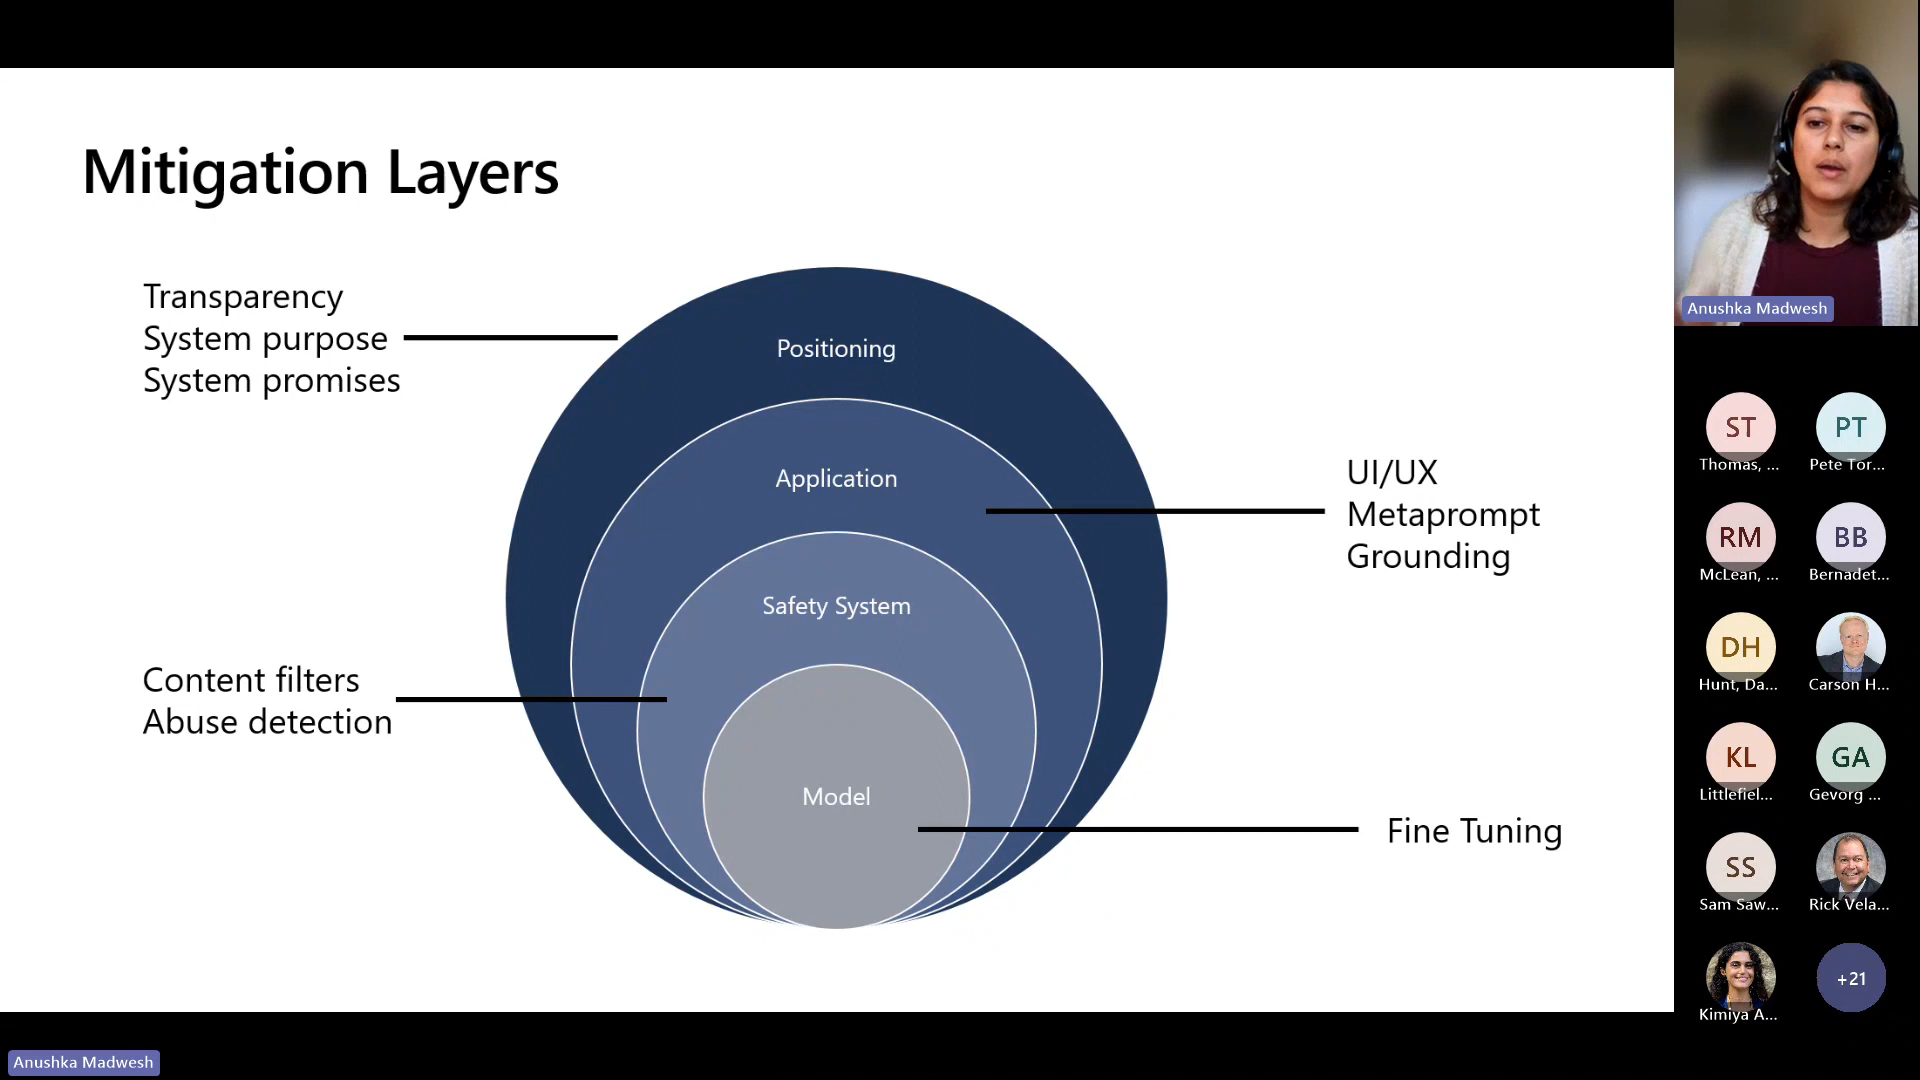 Mitigation Layers
Transparency
System purpose
System promises
Positioning
Application
UI/UX
Metaprompt
Grounding
Safety System
Content filters
Abuse detection
Model
Fine Tuning
Anushka Madwesh
ST
Thomas, ...
PT
Pete Tor...
RM
McLean, ...
BB
Bernadet...
DH
Hunt, Da...
Carson H...
KL
Littlefiel...
GA
Gevorg ...
SS
Sam Saw...
Rick Vela...
Kimiya A...
+21
Anushka Madwesh